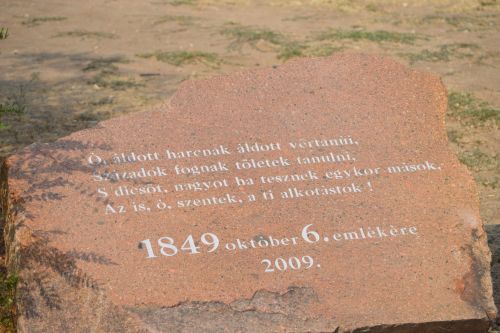 Ó, áldott harcnak áldott vértanúi,
Századok fognak tőletek tanulni,
S dicsőt, nagyot ha tesznek egykor mások,
Az is, ó, szentek, a ti alkotástok !
1849 október 6. emlékére
2009.